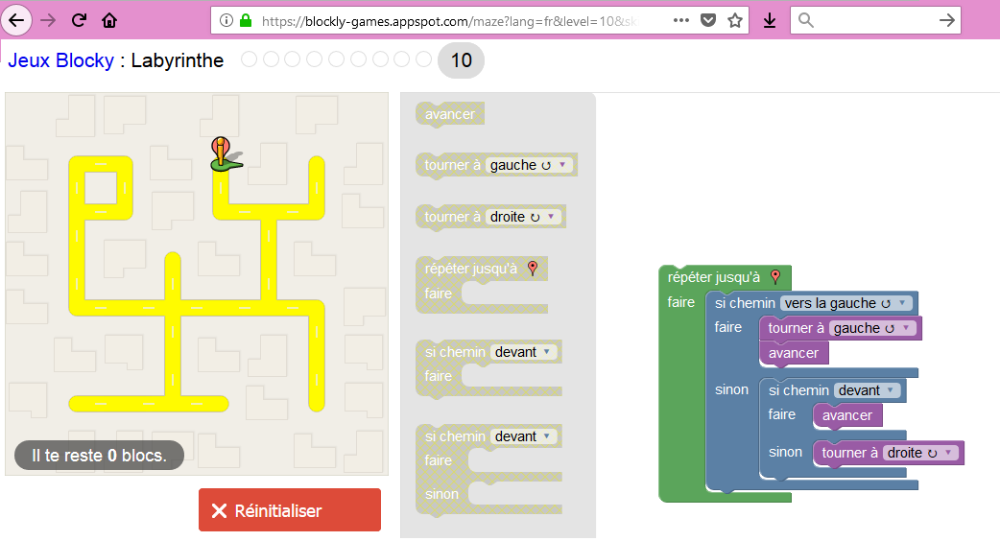 https://blockly-games.appspot.com/maze?lang=fr&level=10&sk
Jeux Blocky : Labyrinthe 10
avancer
tourner à gauche ↺
tourner à droite ↻
répéter jusqu'à
faire
si chemin devant
faire
si chemin devant
faire
sinon
répéter jusqu'à
faire si chemin vers la gauche ↺
faire tourner à gauche ↺
avancer
sinon si chemin devant
faire avancer
sinon tourner à droite ↻
Il te reste 0 blocs.
Réinitialiser